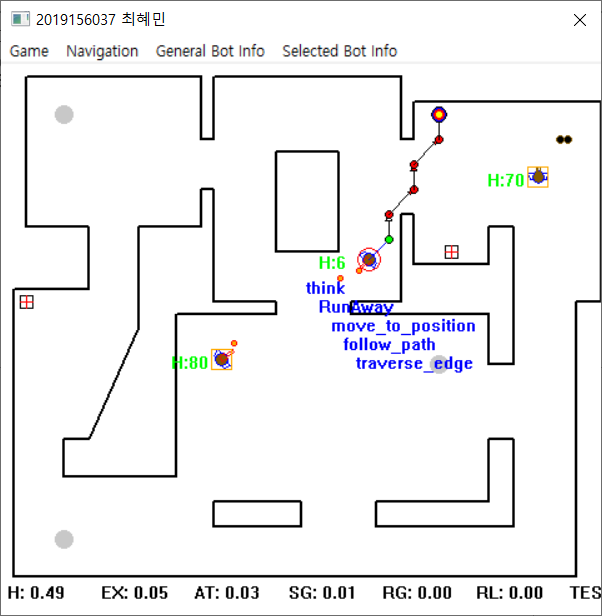 2019156037 최혜민
Game Navigation General Bot Info Selected Bot Info
H:70
H:6
think
RunAway
move_to_position
follow_path
H:80
traverse_edge
H: 0.49 EX: 0.05 AT: 0.03 SG: 0.01 RG: 0.00 RL: 0.00 TES